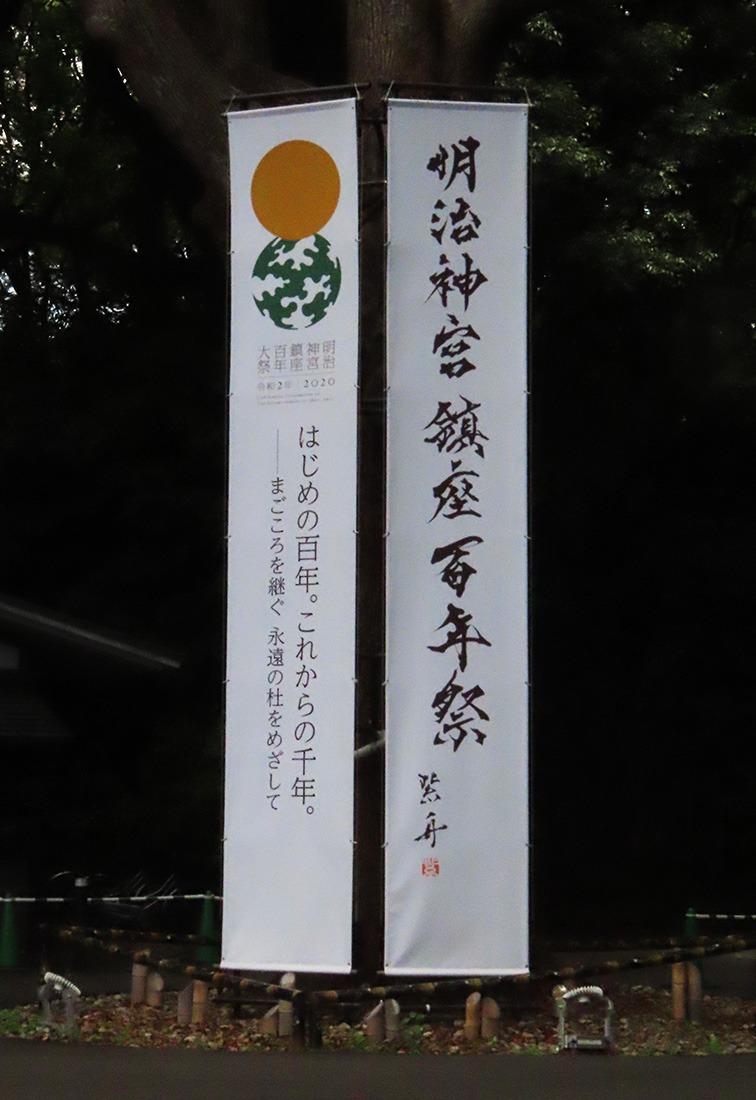 明治神宮鎮座百年祭
紫舟
明治
神宮
鎮座
百年
大祭
令和2年 2020
はじめの百年。これからの千年。
──まごころを継ぐ 永遠の杜をめざして